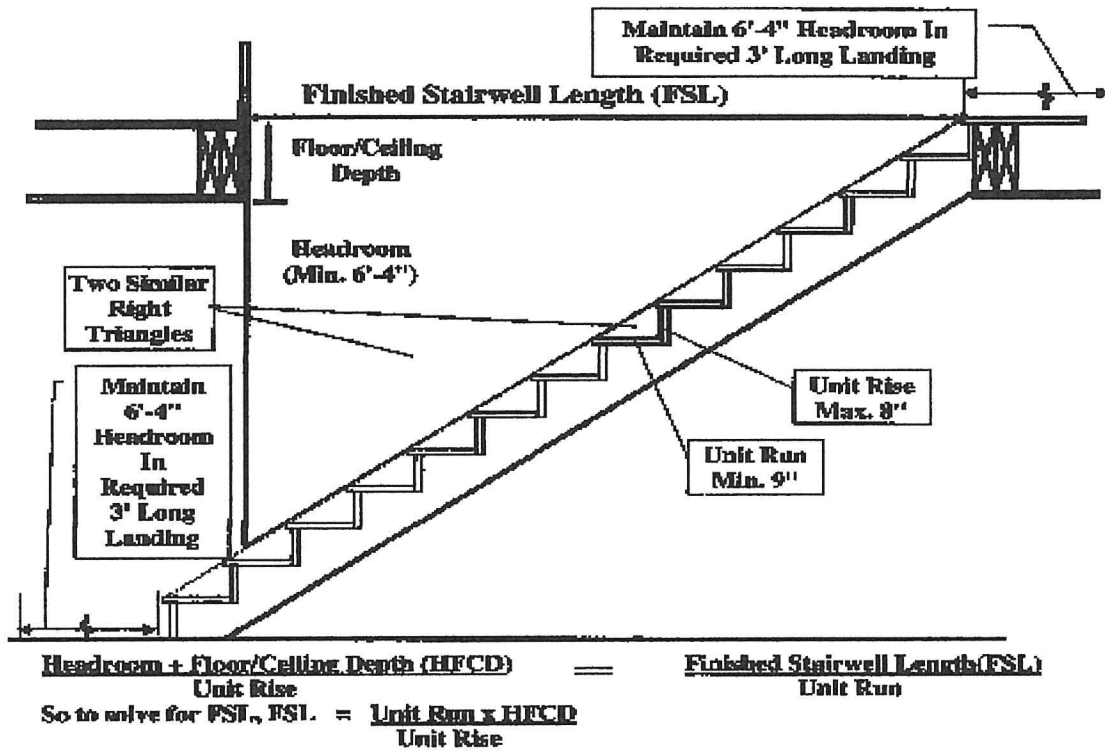 Maintain 6'-4" Headroom In
Required 3' Long Landing
Finished Stairwell Length (FSL)
Floor/Ceiling
Depth
Headroom
(Min. 6'-4")
Two Similar
Right
Triangles
Maintain
6'-4"
Headroom
In
Required
3' Long
Landing
Unit Rise
Max. 8"
Unit Run
Min. 9"
Headroom + Floor/Ceiling Depth (HFCD) = Finished Stairwell Length(FSL)
Unit Rise Unit Run
So to solve for FSL, FSL = Unit Run x HFCD
Unit Rise